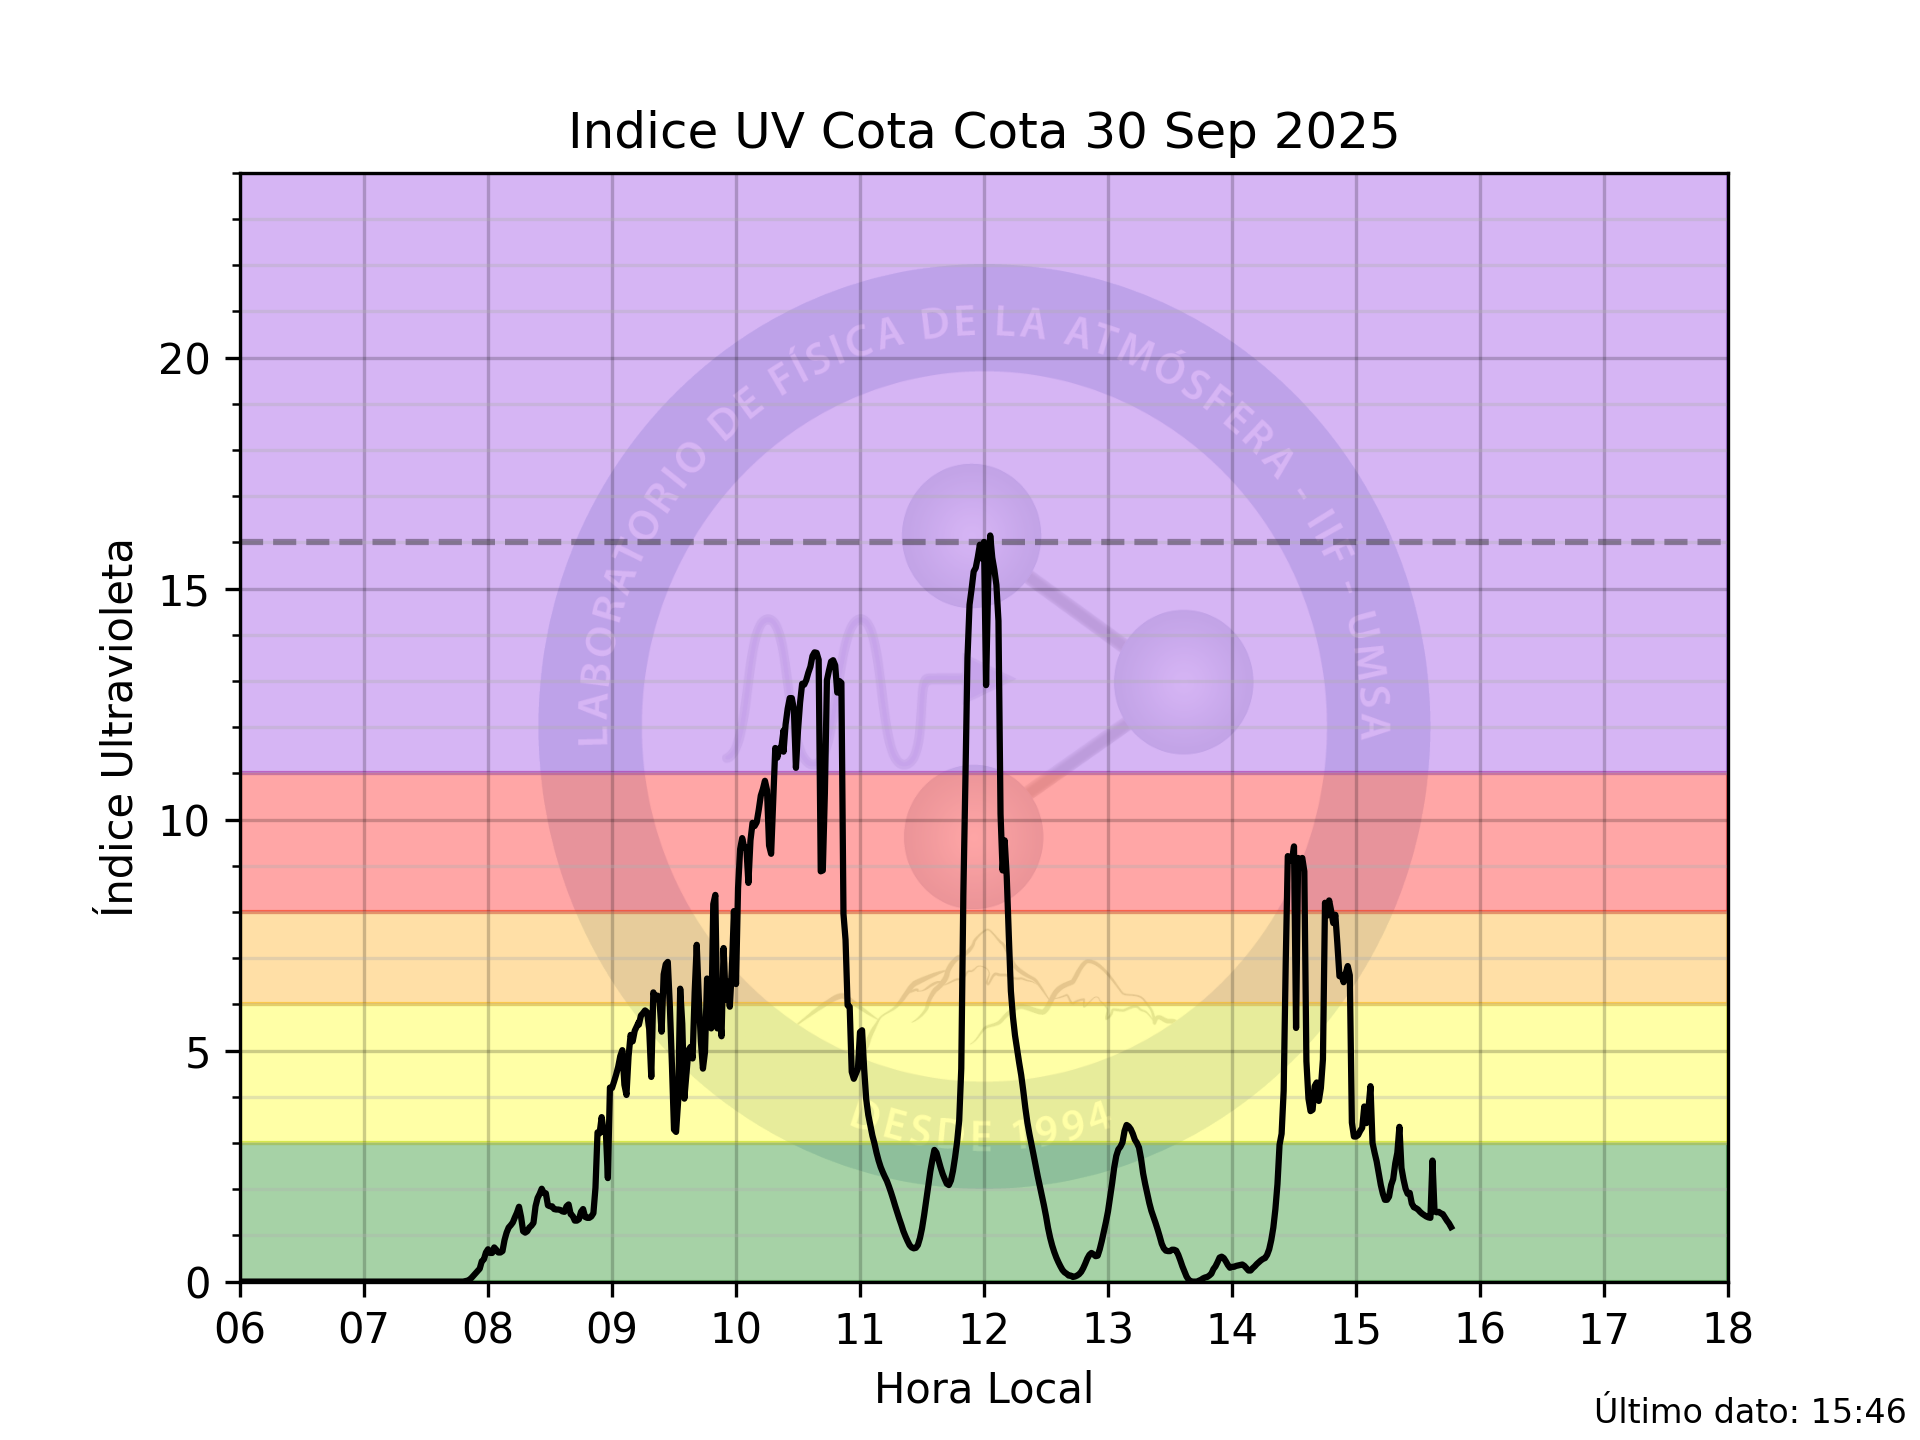 Indice UV Cota Cota 30 Sep 2025
Índice Ultravioleta
20
15
10
5
0
LABORATORIO DE FÍSICA DE LA ATMÓSFERA - IIF - UMSA
DESDE 1994
06 07 08 09 10 11 12 13 14 15 16 17 18
Hora Local
Último dato: 15:46